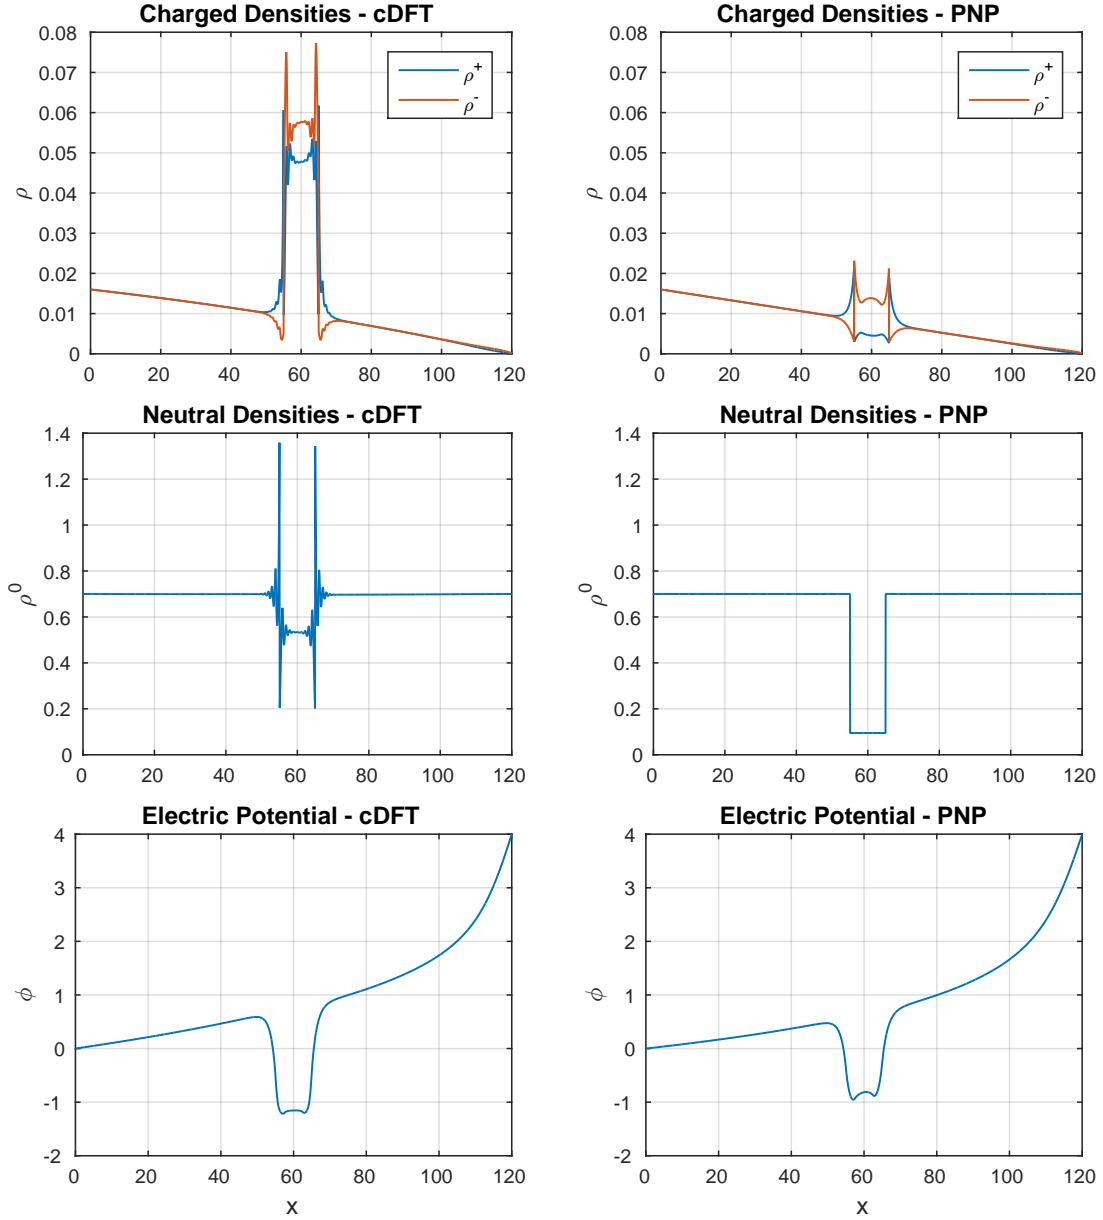 Charged Densities - cDFT
0.08
0.07
0.06
0.05
0.04
0.03
0.02
0.01
0
ρ
ρ+
ρ-
0 20 40 60 80 100 120
Charged Densities - PNP
0.08
0.07
0.06
0.05
0.04
0.03
0.02
0.01
0
ρ
ρ+
ρ-
0 20 40 60 80 100 120
Neutral Densities - cDFT
1.4
1.2
1
0.8
0.6
0.4
0.2
0
ρ0
0 20 40 60 80 100 120
Neutral Densities - PNP
1.4
1.2
1
0.8
0.6
0.4
0.2
0
ρ0
0 20 40 60 80 100 120
Electric Potential - cDFT
4
3
2
1
0
-1
-2
ϕ
0 20 40 60 80 100 120
x
Electric Potential - PNP
4
3
2
1
0
-1
-2
ϕ
0 20 40 60 80 100 120
x